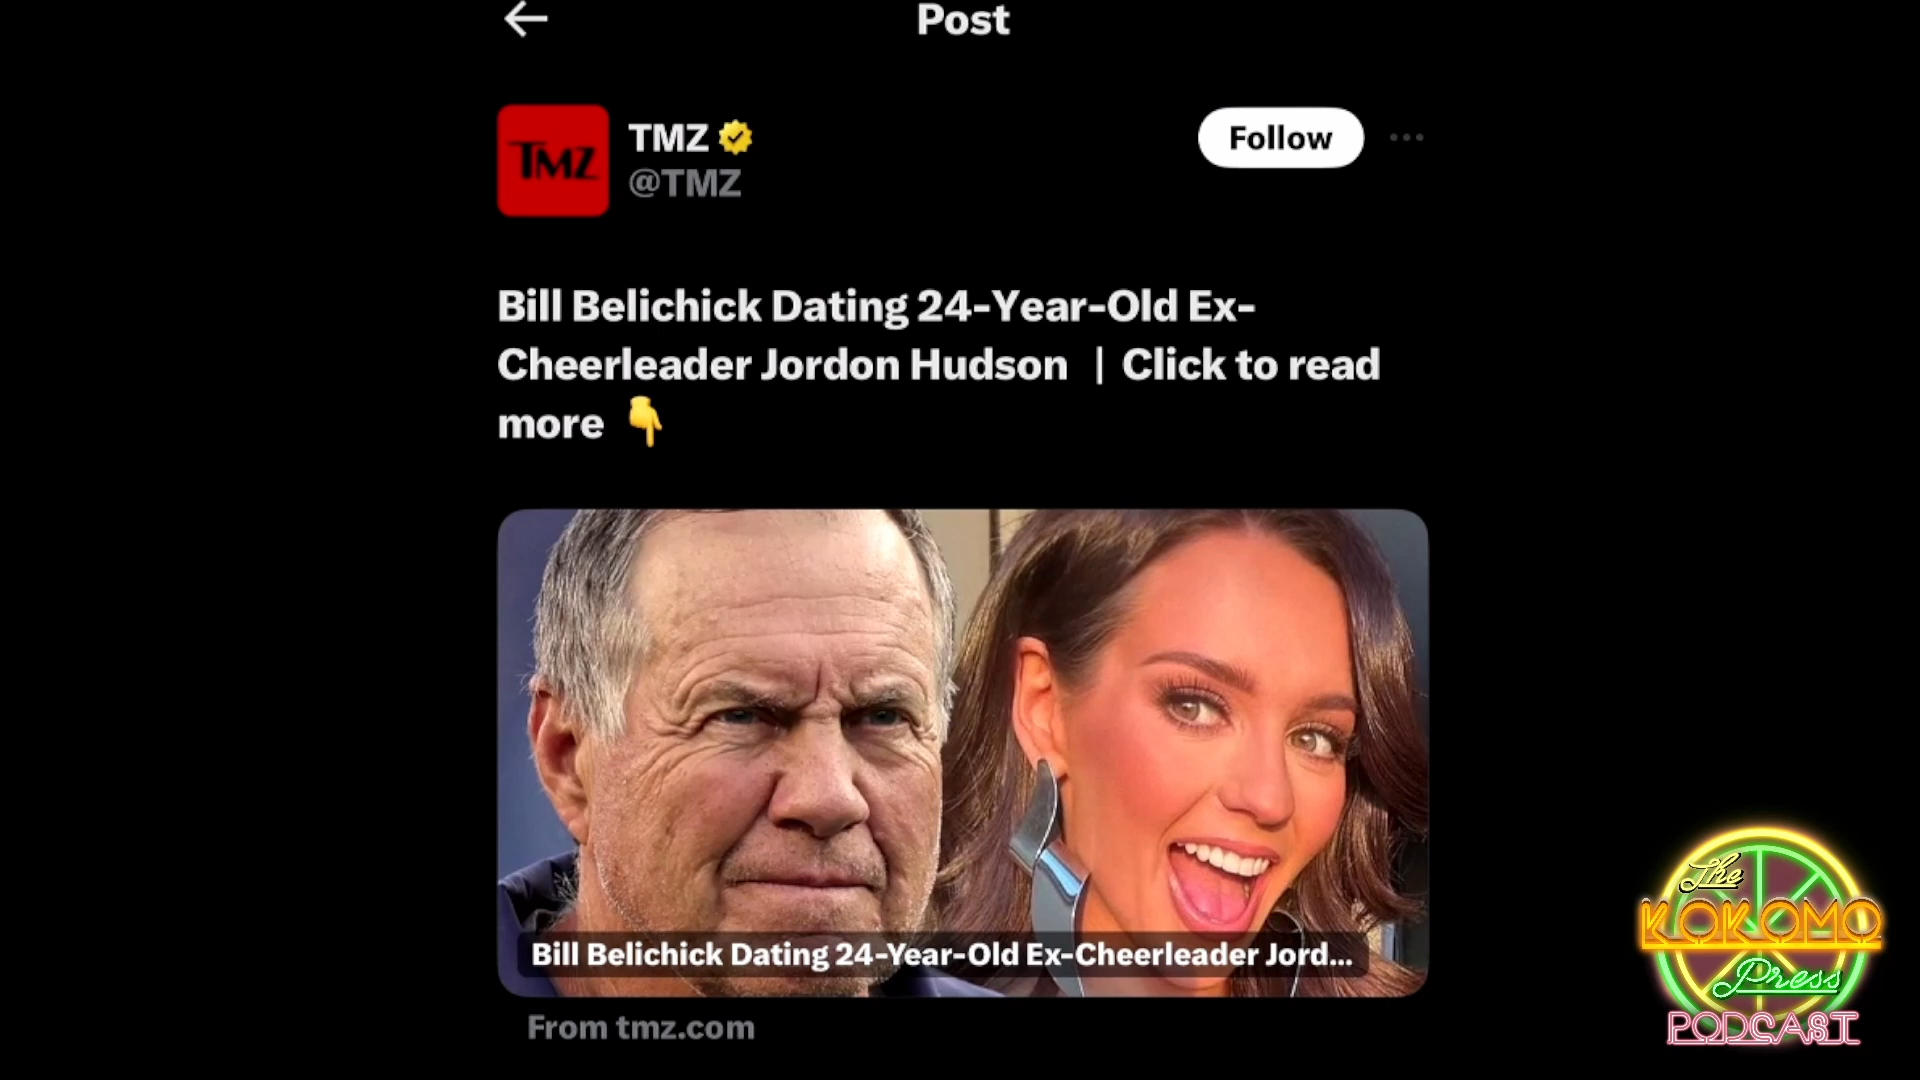 Post
TMZ
TMZ
@TMZ
Follow
Bill Belichick Dating 24-Year-Old Ex-
Cheerleader Jordon Hudson | Click to read
more
Bill Belichick Dating 24-Year-Old Ex-Cheerleader Jord...
From tmz.com
The
KOKOMO
Press
PODCAST